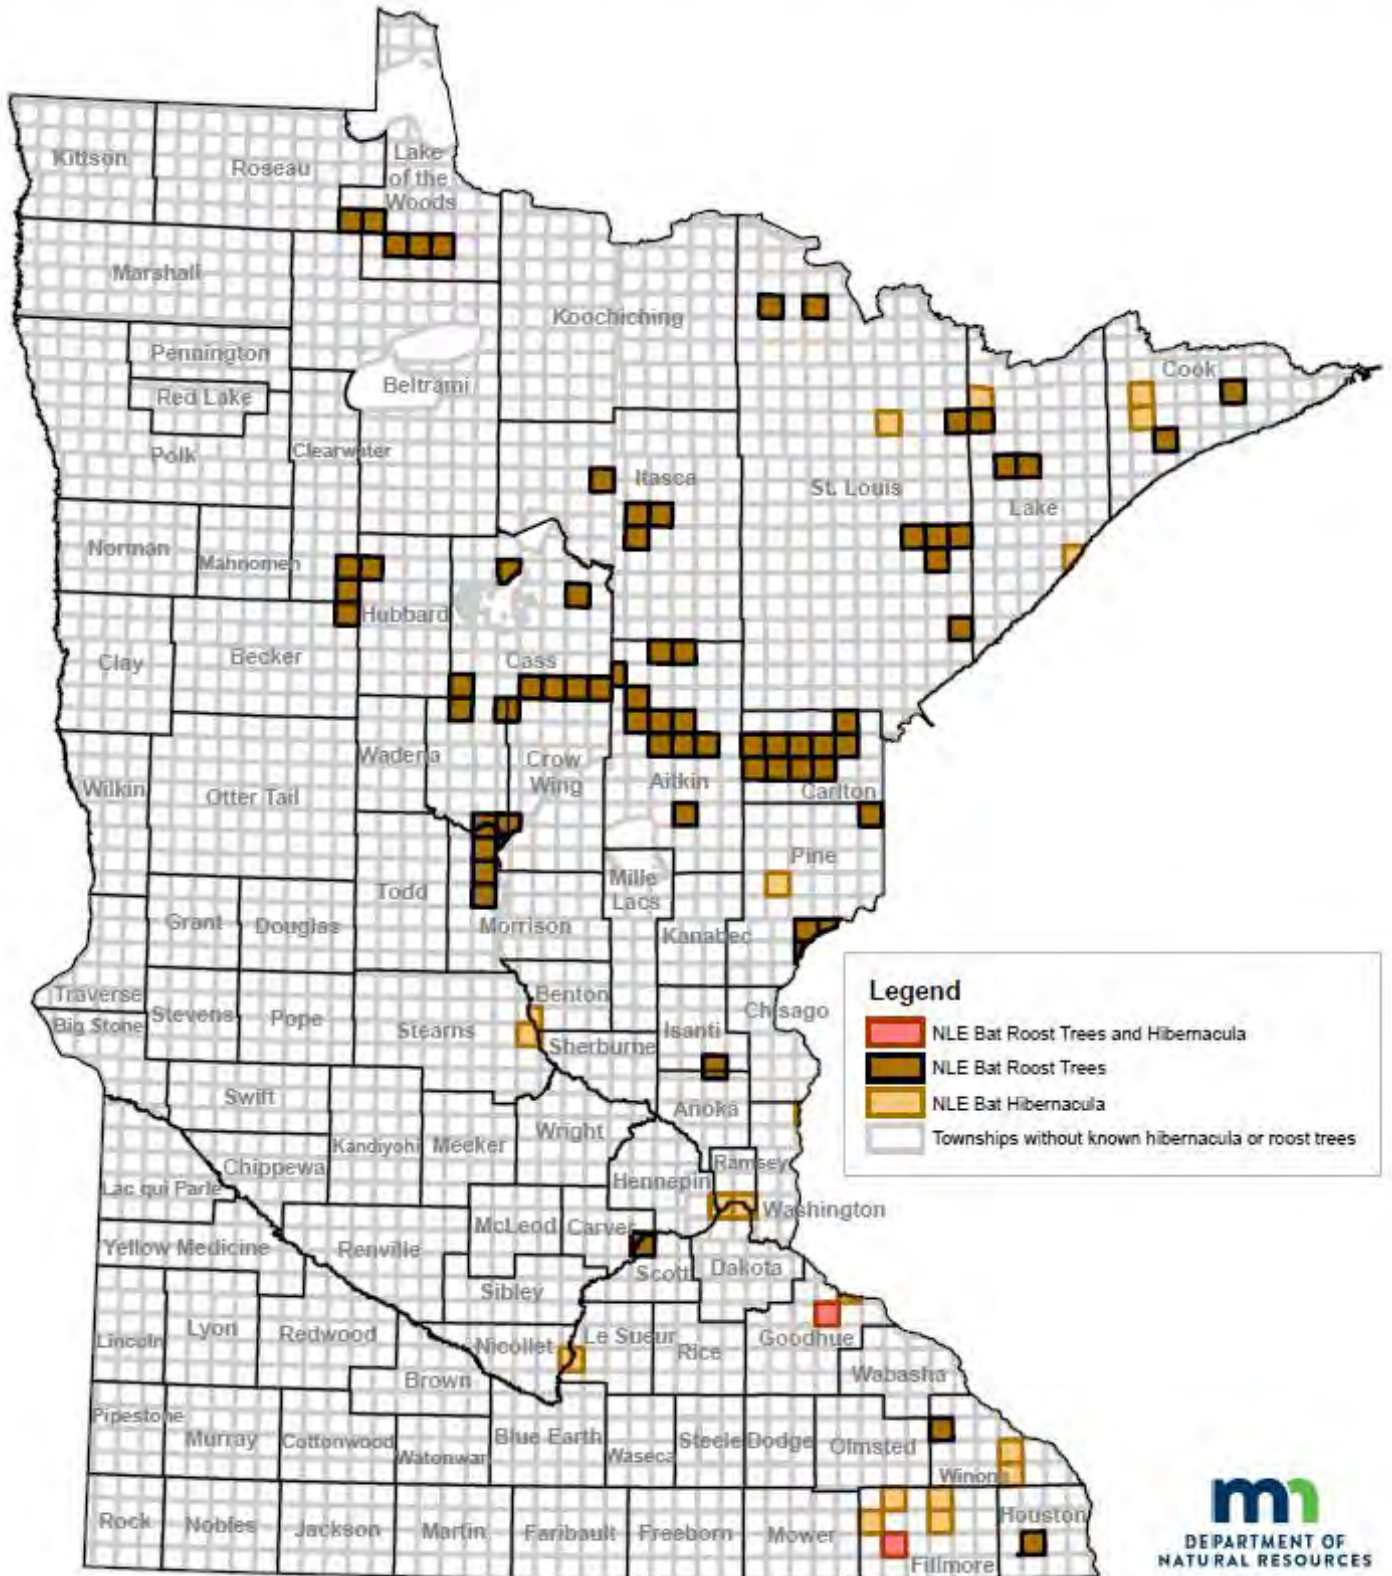 Lake
of the
Woods
Kittson
Roseau
Marshall
Koochiching
Pennington
Red Lake
Beltrami
Cook
Polk
Clearwater
Itasca
St. Louis
Lake
Norman
Mahnomen
Hubbard
Clay
Becker
Cass
Wadena
Crow
Wing
Aitkin
Carlton
Wilkin
Otter Tail
Pine
Todd
Mille
Lacs
Grant
Douglas
Morrison
Kanabec
Traverse
Big Stone
Stevens
Pope
Stearns
Benton
Sherburne
Isanti
Chisago
Swift
Anoka
Kandiyohi
Meeker
Wright
Chippewa
Lac qui Parle
Hennepin
Ramsey
Washington
McLeod
Carver
Yellow Medicine
Renville
Scott
Dakota
Sibley
Lincoln
Lyon
Redwood
Nicollet
Le Sueur
Rice
Goodhue
Brown
Wabasha
Pipestone
Murray
Cottonwood
Watonwan
Blue Earth
Waseca
Steele
Dodge
Olmsted
Winona
Rock
Nobles
Jackson
Martin
Faribault
Freeborn
Mower
Fillmore
Houston
Legend
NLE Bat Roost Trees and Hibernacula
NLE Bat Roost Trees
NLE Bat Hibernacula
Townships without known hibernacula or roost trees
mn
DEPARTMENT OF
NATURAL RESOURCES